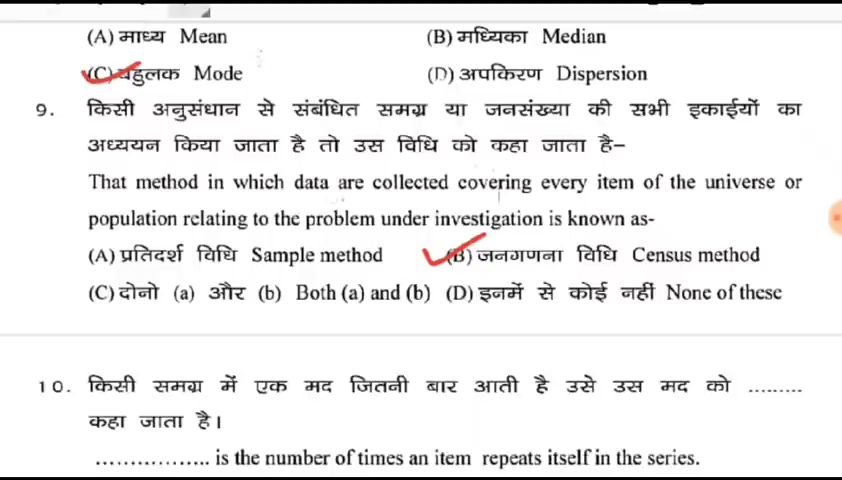 (A) माध्य Mean (B) मध्यिका Median
(C) बहुलक Mode (D) अपकिरण Dispersion
9. किसी अनुसंधान से संबंधित समग्र या जनसंख्या की सभी इकाईयों का
अध्ययन किया जाता है तो उस विधि को कहा जाता है–
That method in which data are collected covering every item of the universe or
population relating to the problem under investigation is known as-
(A) प्रतिदर्श विधि Sample method (B) जनगणना विधि Census method
(C) दोनो (a) और (b) Both (a) and (b) (D) इनमें से कोई नहीं None of these
10. किसी समग्र में एक मद जितनी बार आती है उसे उस मद को .........
कहा जाता है।
.................. is the number of times an item repeats itself in the series.